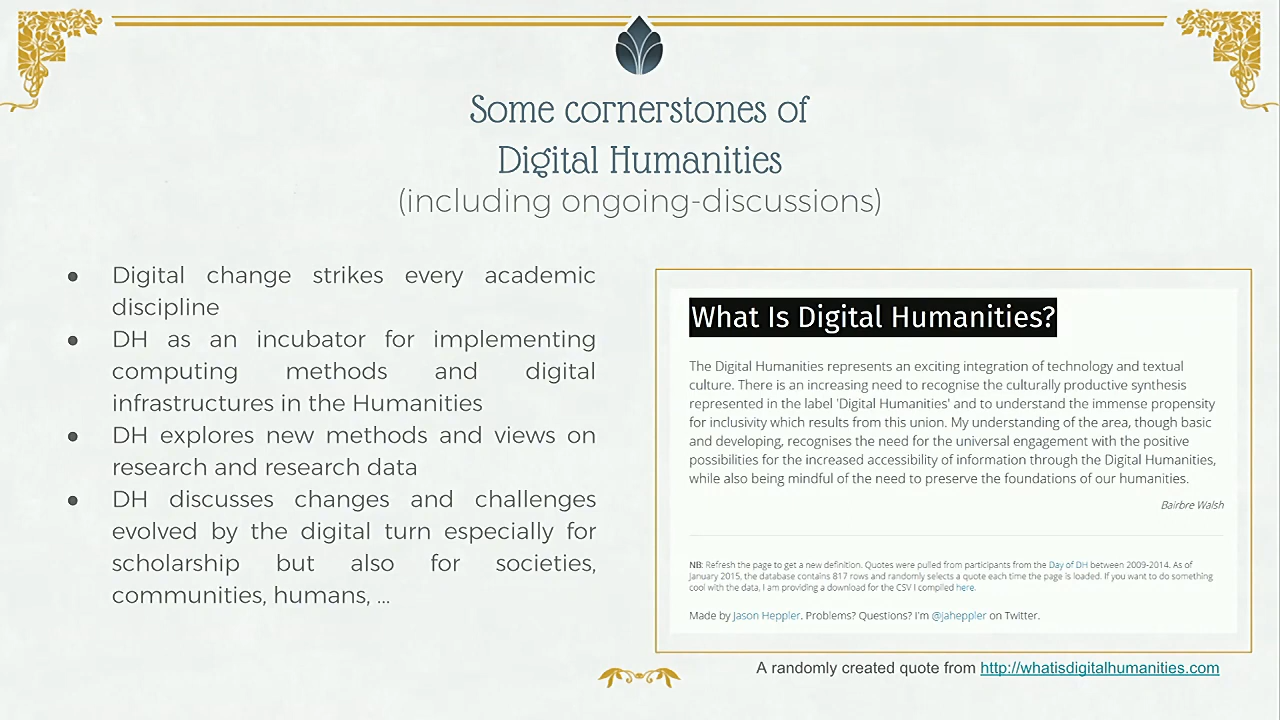 Some cornerstones of
Digital Humanities
(including ongoing-discussions)
● Digital change strikes every academic
discipline
● DH as an incubator for implementing
computing methods and digital
infrastructures in the Humanities
● DH explores new methods and views on
research and research data
● DH discusses changes and challenges
evolved by the digital turn especially for
scholarship but also for societies,
communities, humans, ...
What Is Digital Humanities?
The Digital Humanities represents an exciting integration of technology and textual
culture. There is an increasing need to recognise the culturally productive synthesis
represented in the label 'Digital Humanities' and to understand the immense propensity
for inclusivity which results from this union. My understanding of the area, though basic
and developing, recognises the need for the universal engagement with the positive
possibilities for the increased accessibility of information through the Digital Humanities,
while also being mindful of the need to preserve the foundations of our humanities.
Bairbre Walsh
NB: Refresh the page to get a new definition. Quotes were pulled from participants from the Day of DH between 2009-2014. As of
January 2015, the database contains 817 rows and randomly selects a quote each time the page is loaded. If you want to do something
cool with the data, I am providing a download for the CSV I compiled here.
Made by Jason Heppler. Problems? Questions? I'm @jaheppler on Twitter.
A randomly created quote from http://whatisdigitalhumanities.com